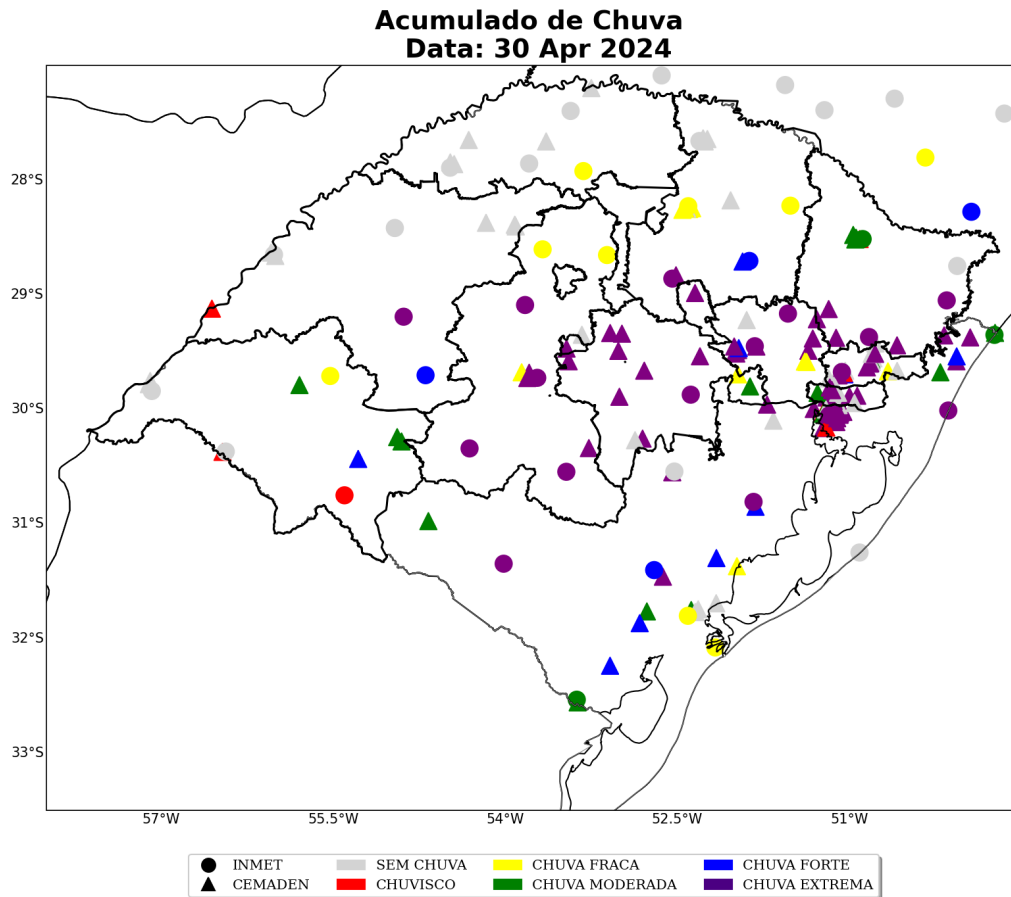 Acumulado de Chuva
Data: 30 Apr 2024
28°S
29°S
30°S
31°S
32°S
33°S
57°W
55.5°W
54°W
52.5°W
51°W
INMET
SEM CHUVA
CHUVA FRACA
CHUVA FORTE
CEMADEN
CHUVISCO
CHUVA MODERADA
CHUVA EXTREMA